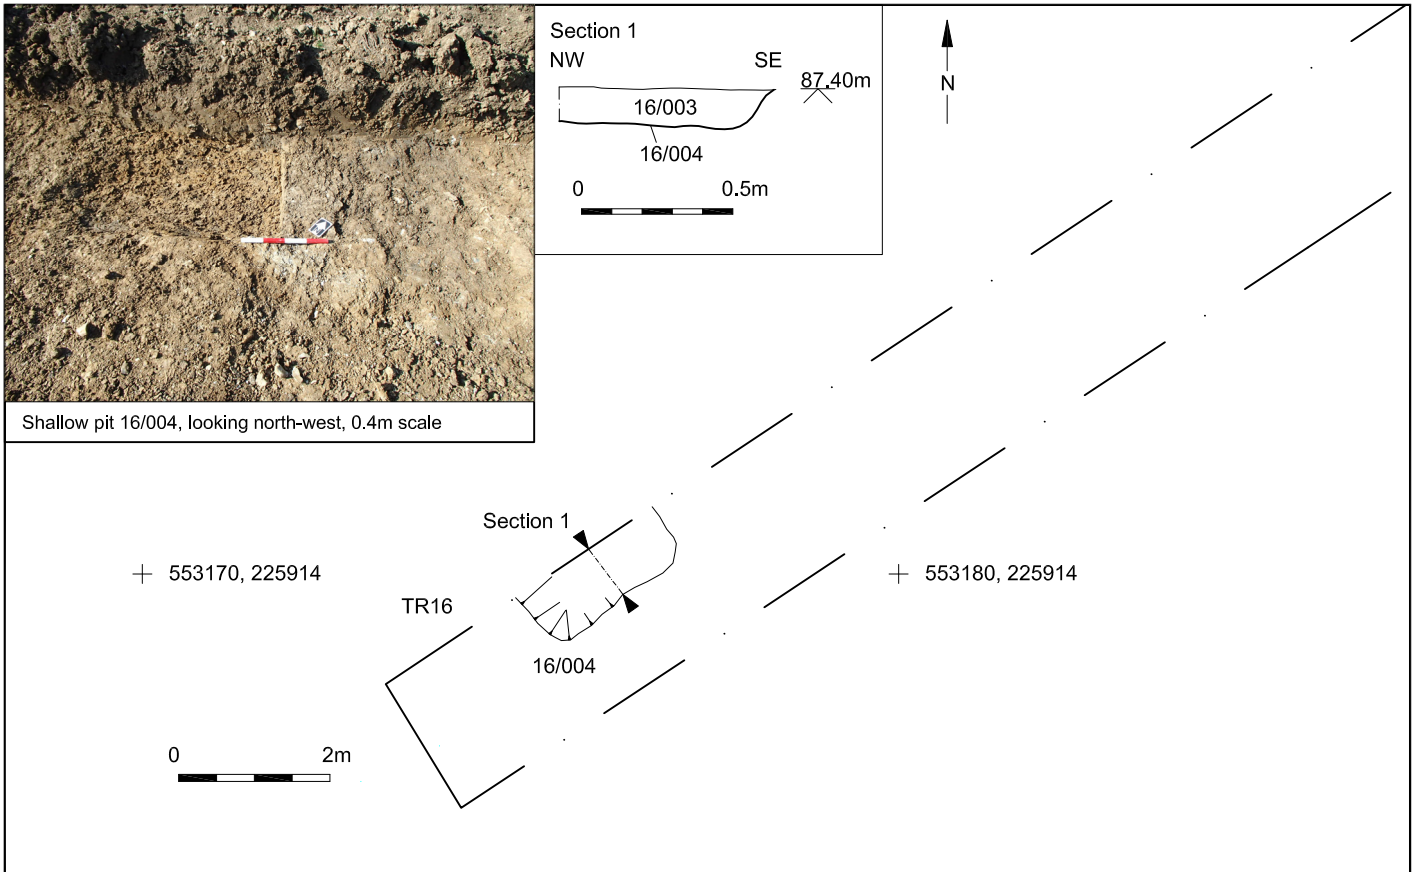 Section 1
NW SE
87.40m
16/003
16/004
0 0.5m
N
Shallow pit 16/004, looking north-west, 0.4m scale
Section 1
553170, 225914
553180, 225914
TR16
16/004
0 2m